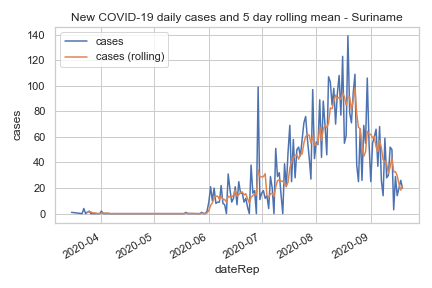 New COVID-19 daily cases and 5 day rolling mean - Suriname
cases
cases (rolling)
140
120
100
80
60
40
20
0
cases
2020-04
2020-05
2020-06
2020-07
2020-08
2020-09
dateRep